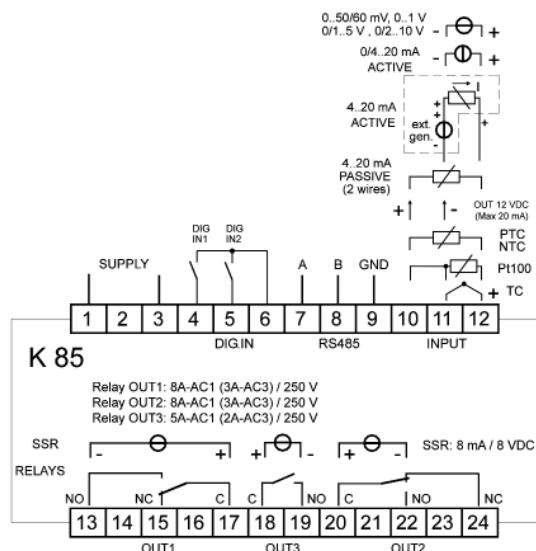 0..50/60 mV, 0..1 V
0/1..5 V , 0/2..10 V
- +
0/4..20 mA
ACTIVE
- +
I
4..20 mA
ACTIVE
+
+
ext.
gen.
-
+
4..20 mA
PASSIVE
(2 wires)
+ -
OUT 12 VDC
(Max 20 mA)
PTC
NTC
Pt100
+ TC
DIG
IN1
DIG
IN2
SUPPLY
A B GND
1 2 3 4 5 6 7 8 9 10 11 12
DIG.IN RS485 INPUT
K 85
Relay OUT1: 8A-AC1 (3A-AC3) / 250 V
Relay OUT2: 8A-AC1 (3A-AC3) / 250 V
Relay OUT3: 5A-AC1 (2A-AC3) / 250 V
SSR - + + - + - SSR: 8 mA / 8 VDC
RELAYS
NO NC C C NO C NO NC
13 14 15 16 17 18 19 20 21 22 23 24
OUT1 OUT3 OUT2